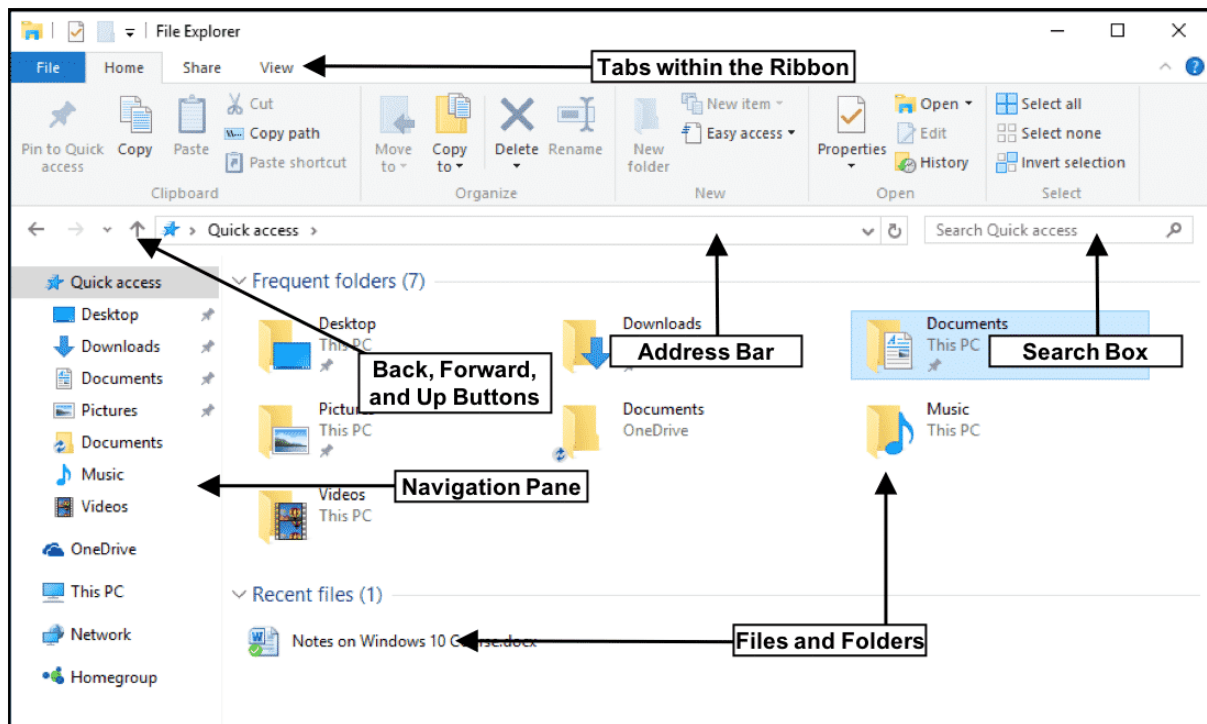 File Explorer
File Home Share View
Tabs within the Ribbon
Pin to Quick access
Copy
Paste
Cut
Copy path
Paste shortcut
Clipboard
Move to
Copy to
Delete
Rename
Organize
New folder
New item
Easy access
New
Properties
Open
Edit
History
Open
Select all
Select none
Invert selection
Select
Quick access
Search Quick access
Quick access
Desktop
Downloads
Documents
Pictures
Documents
Music
Videos
OneDrive
This PC
Network
Homegroup
Frequent folders (7)
Desktop
This PC
Downloads
Documents
This PC
Back, Forward,
and Up Buttons
Address Bar
Search Box
Pictures
This PC
Documents
OneDrive
Music
This PC
Navigation Pane
Videos
This PC
Recent files (1)
Notes on Windows 10 Course.docx
Files and Folders